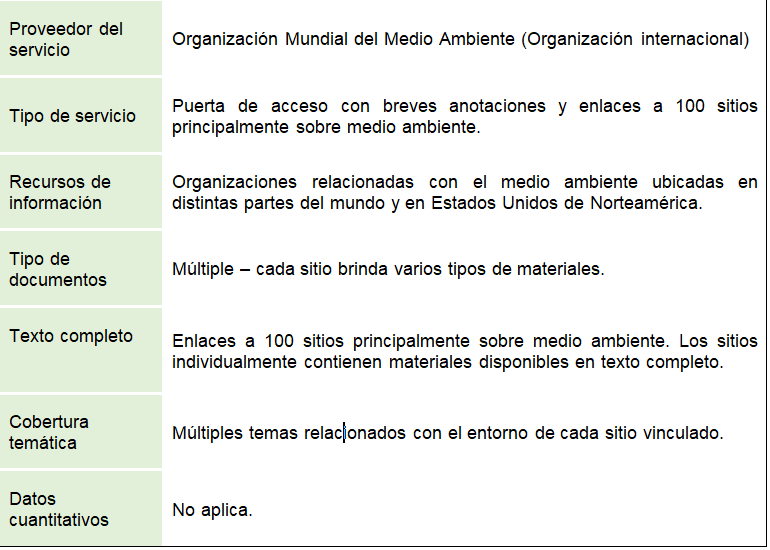 Proveedor del
servicio
Organización Mundial del Medio Ambiente (Organización internacional)
Tipo de servicio
Puerta de acceso con breves anotaciones y enlaces a 100 sitios
principalmente sobre medio ambiente.
Recursos de
información
Organizaciones relacionadas con el medio ambiente ubicadas en
distintas partes del mundo y en Estados Unidos de Norteamérica.
Tipo de
documentos
Múltiple – cada sitio brinda varios tipos de materiales.
Texto completo
Enlaces a 100 sitios principalmente sobre medio ambiente. Los sitios
individualmente contienen materiales disponibles en texto completo.
Cobertura
temática
Múltiples temas relacionados con el entorno de cada sitio vinculado.
Datos
cuantitativos
No aplica.